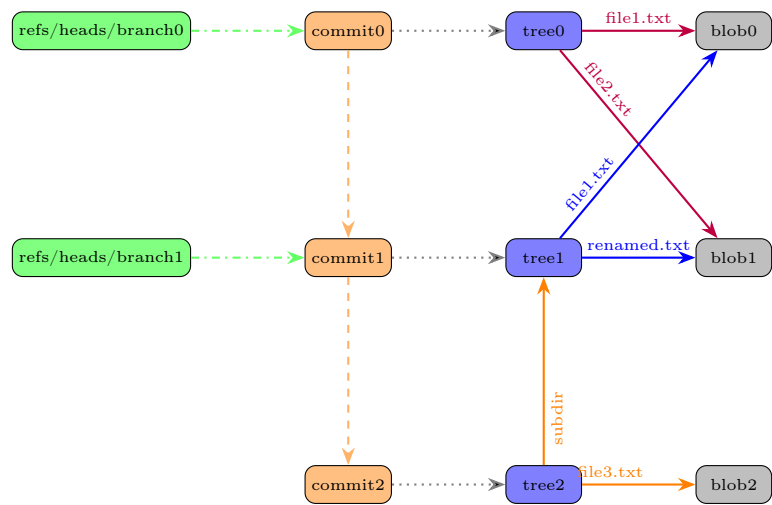 refs/heads/branch0
commit0
tree0
file1.txt
blob0
file2.txt
file1.txt
refs/heads/branch1
commit1
tree1
renamed.txt
blob1
subdir
commit2
tree2
file3.txt
blob2